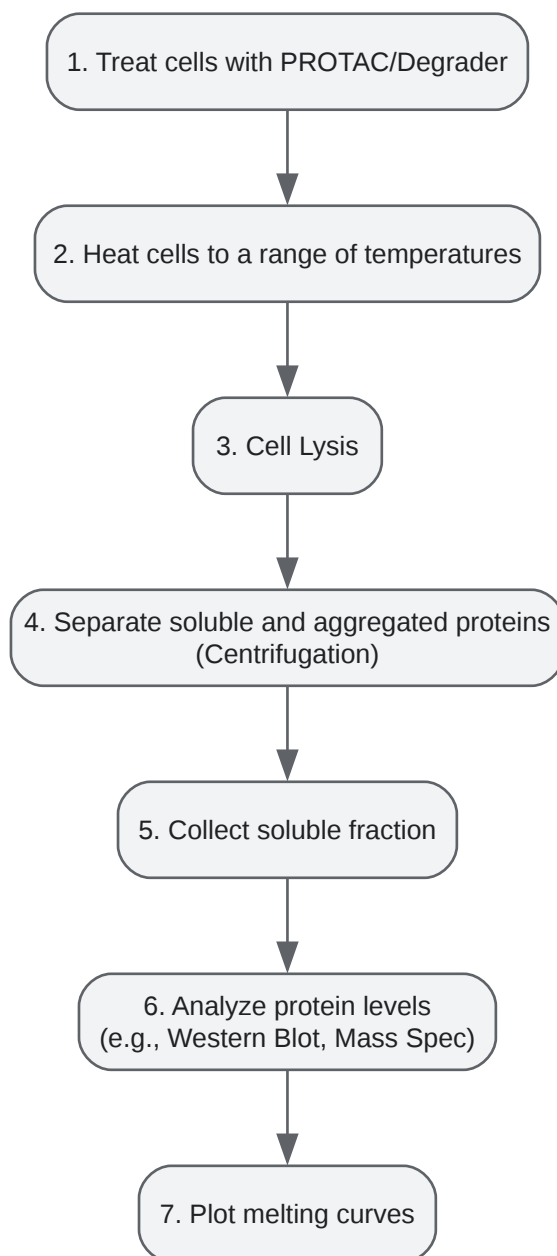 1. Treat cells with PROTAC/Degrader
2. Heat cells to a range of temperatures
3. Cell Lysis
4. Separate soluble and aggregated proteins
(Centrifugation)
5. Collect soluble fraction
6. Analyze protein levels
(e.g., Western Blot, Mass Spec)
7. Plot melting curves